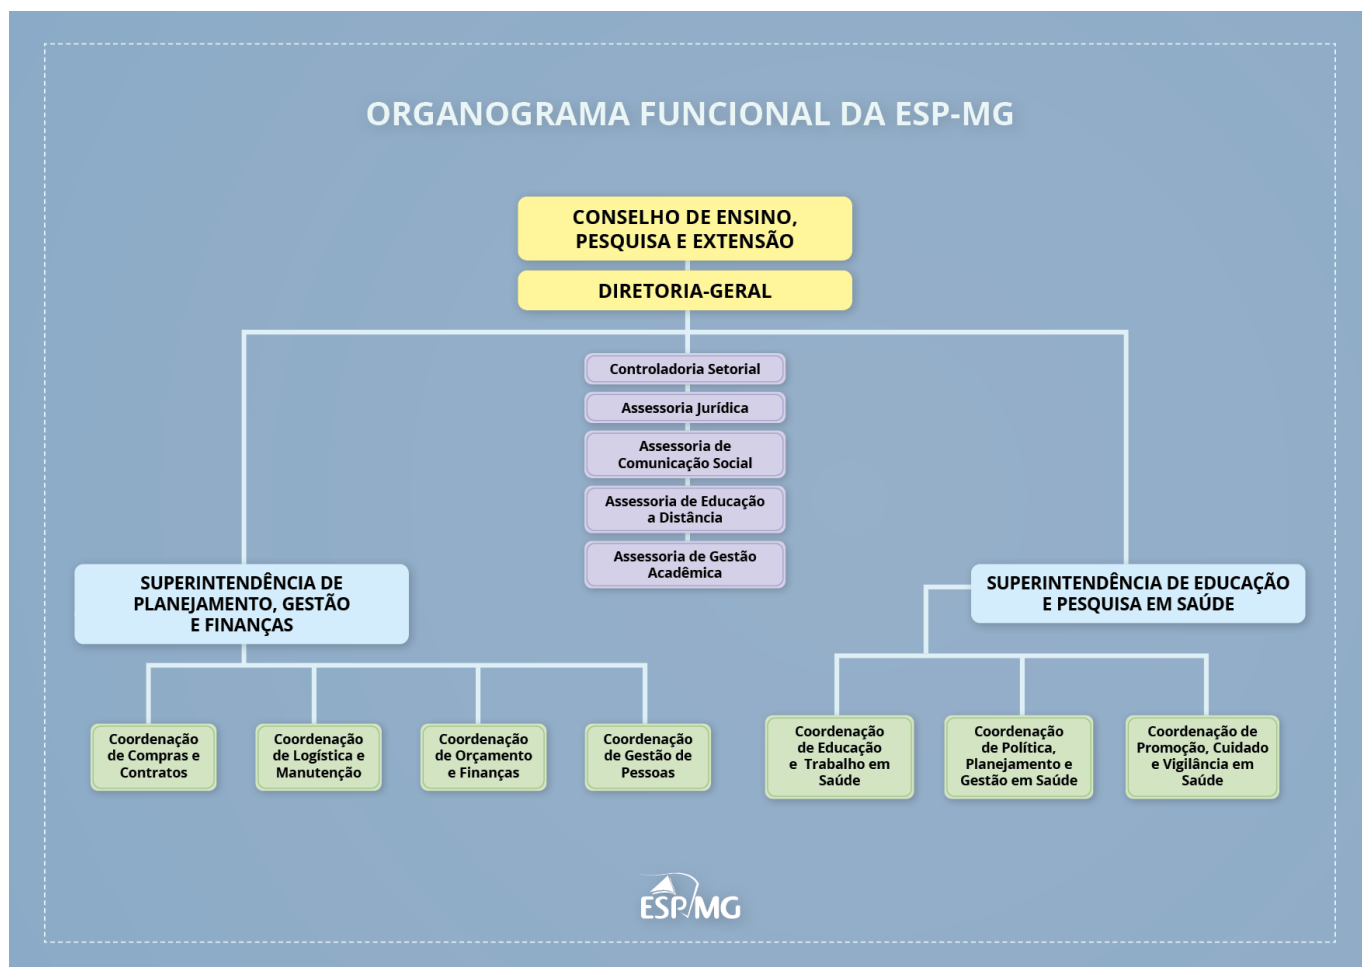 ORGANOGRAMA FUNCIONAL DA ESP-MG
CONSELHO DE ENSINO,
PESQUISA E EXTENSÃO
DIRETORIA-GERAL
Controladoria Setorial
Assessoria Jurídica
Assessoria de
Comunicação Social
Assessoria de Educação
a Distância
Assessoria de Gestão
Acadêmica
SUPERINTENDÊNCIA DE
PLANEJAMENTO, GESTÃO
E FINANÇAS
SUPERINTENDÊNCIA DE EDUCAÇÃO
E PESQUISA EM SAÚDE
Coordenação
de Compras e
Contratos
Coordenação
de Logística e
Manutenção
Coordenação
de Orçamento
e Finanças
Coordenação
de Gestão de
Pessoas
Coordenação
de Educação
e Trabalho em
Saúde
Coordenação
de Política,
Planejamento e
Gestão em Saúde
Coordenação de
Promoção, Cuidado
e Vigilância em
Saúde
ESP/MG